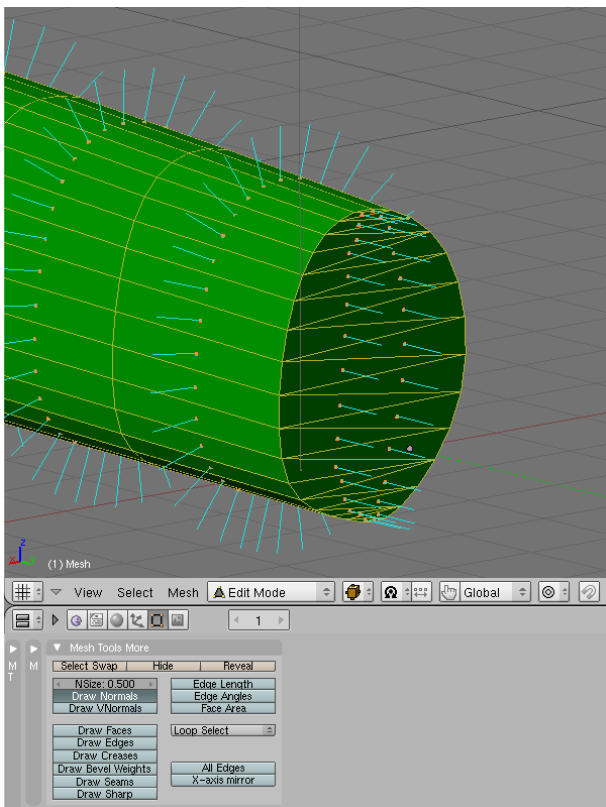 z
x y
(1) Mesh
View Select Mesh Edit Mode Global
1
M
T
M
Mesh Tools More
Select Swap Hide Reveal
NSize: 0.500 Edge Length
Draw Normals Edge Angles
Draw VNormals Face Area
Draw Faces Loop Select
Draw Edges
Draw Creases
Draw Bevel Weights All Edges
Draw Seams X-axis mirror
Draw Sharp